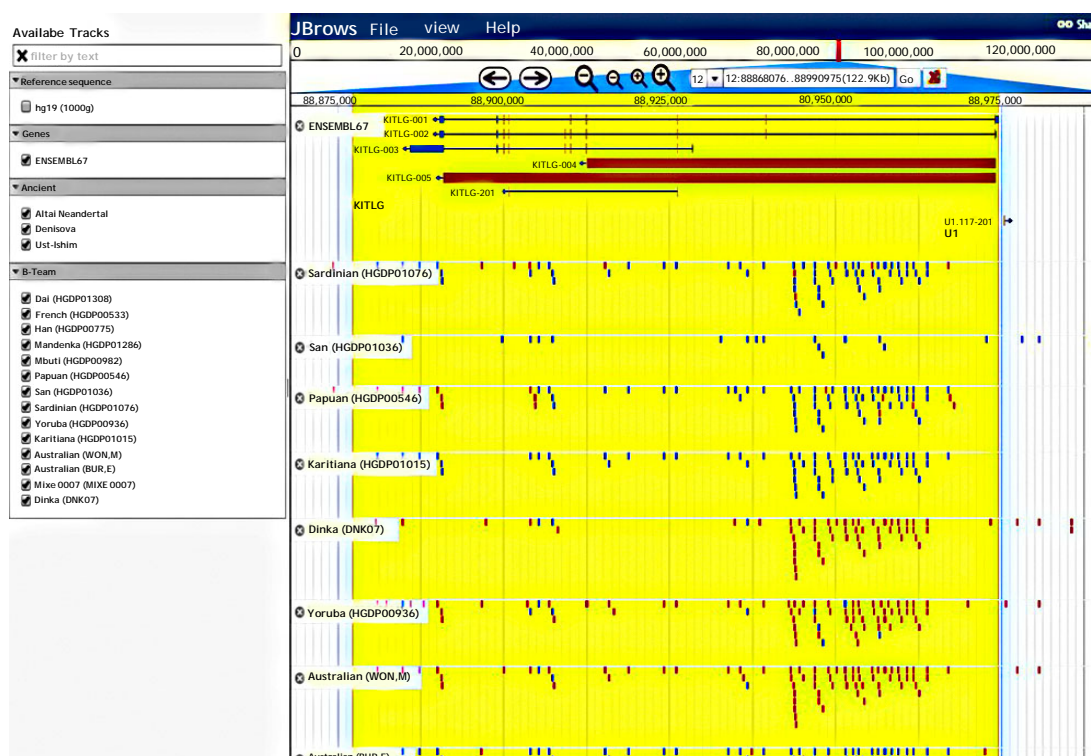 Availabe Tracks
filter by text
Reference sequence
hg19 (1000g)
Genes
ENSEMBL67
Ancient
Altai Neandertal
Denisova
Ust-Ishim
B-Team
Dai (HGDP01308)
French (HGDP00533)
Han (HGDP00775)
Mandenka (HGDP01286)
Mbuti (HGDP00982)
Papuan (HGDP00546)
San (HGDP01036)
Sardinian (HGDP01076)
Yoruba (HGDP00936)
Karitiana (HGDP01015)
Australian (WON,M)
Australian (BUR,E)
Mixe 0007 (MIXE 0007)
Dinka (DNK07)
JBrows File view Help
Sha
0 20,000,000 40,000,000 60,000,000 80,000,000 100,000,000 120,000,000
12 12:88868076..88990975(122.9Kb) Go
88,875,000 88,900,000 88,925,000 80,950,000 88,975,000
ENSEMBL67
KITLG-001
KITLG-002
KITLG-003
KITLG-004
KITLG-005
KITLG-201
KITLG
U1.117-201
U1
Sardinian (HGDP01076)
San (HGDP01036)
Papuan (HGDP00546)
Karitiana (HGDP01015)
Dinka (DNK07)
Yoruba (HGDP00936)
Australian (WON,M)
Australian (BUR,E)